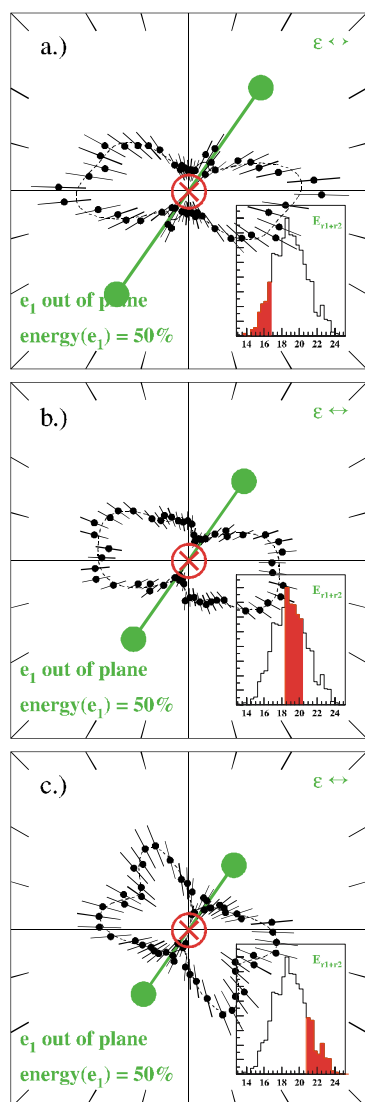 a.)
ε ↔
E r1+r2
14 16 18 20 22 24
e1 out of plane
energy(e1) = 50%
b.)
ε ↔
E r1+r2
14 16 18 20 22 24
e1 out of plane
energy(e1) = 50%
c.)
ε ↔
E r1+r2
14 16 18 20 22 24
e1 out of plane
energy(e1) = 50%